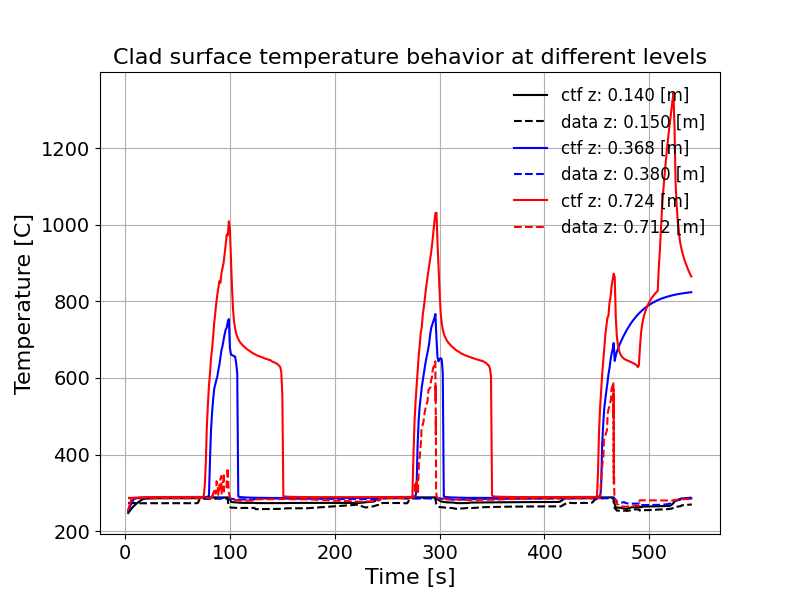 Clad surface temperature behavior at different levels
ctf z: 0.140 [m]
data z: 0.150 [m]
ctf z: 0.368 [m]
data z: 0.380 [m]
ctf z: 0.724 [m]
data z: 0.712 [m]
Temperature [C]
1200
1000
800
600
400
200
0 100 200 300 400 500
Time [s]